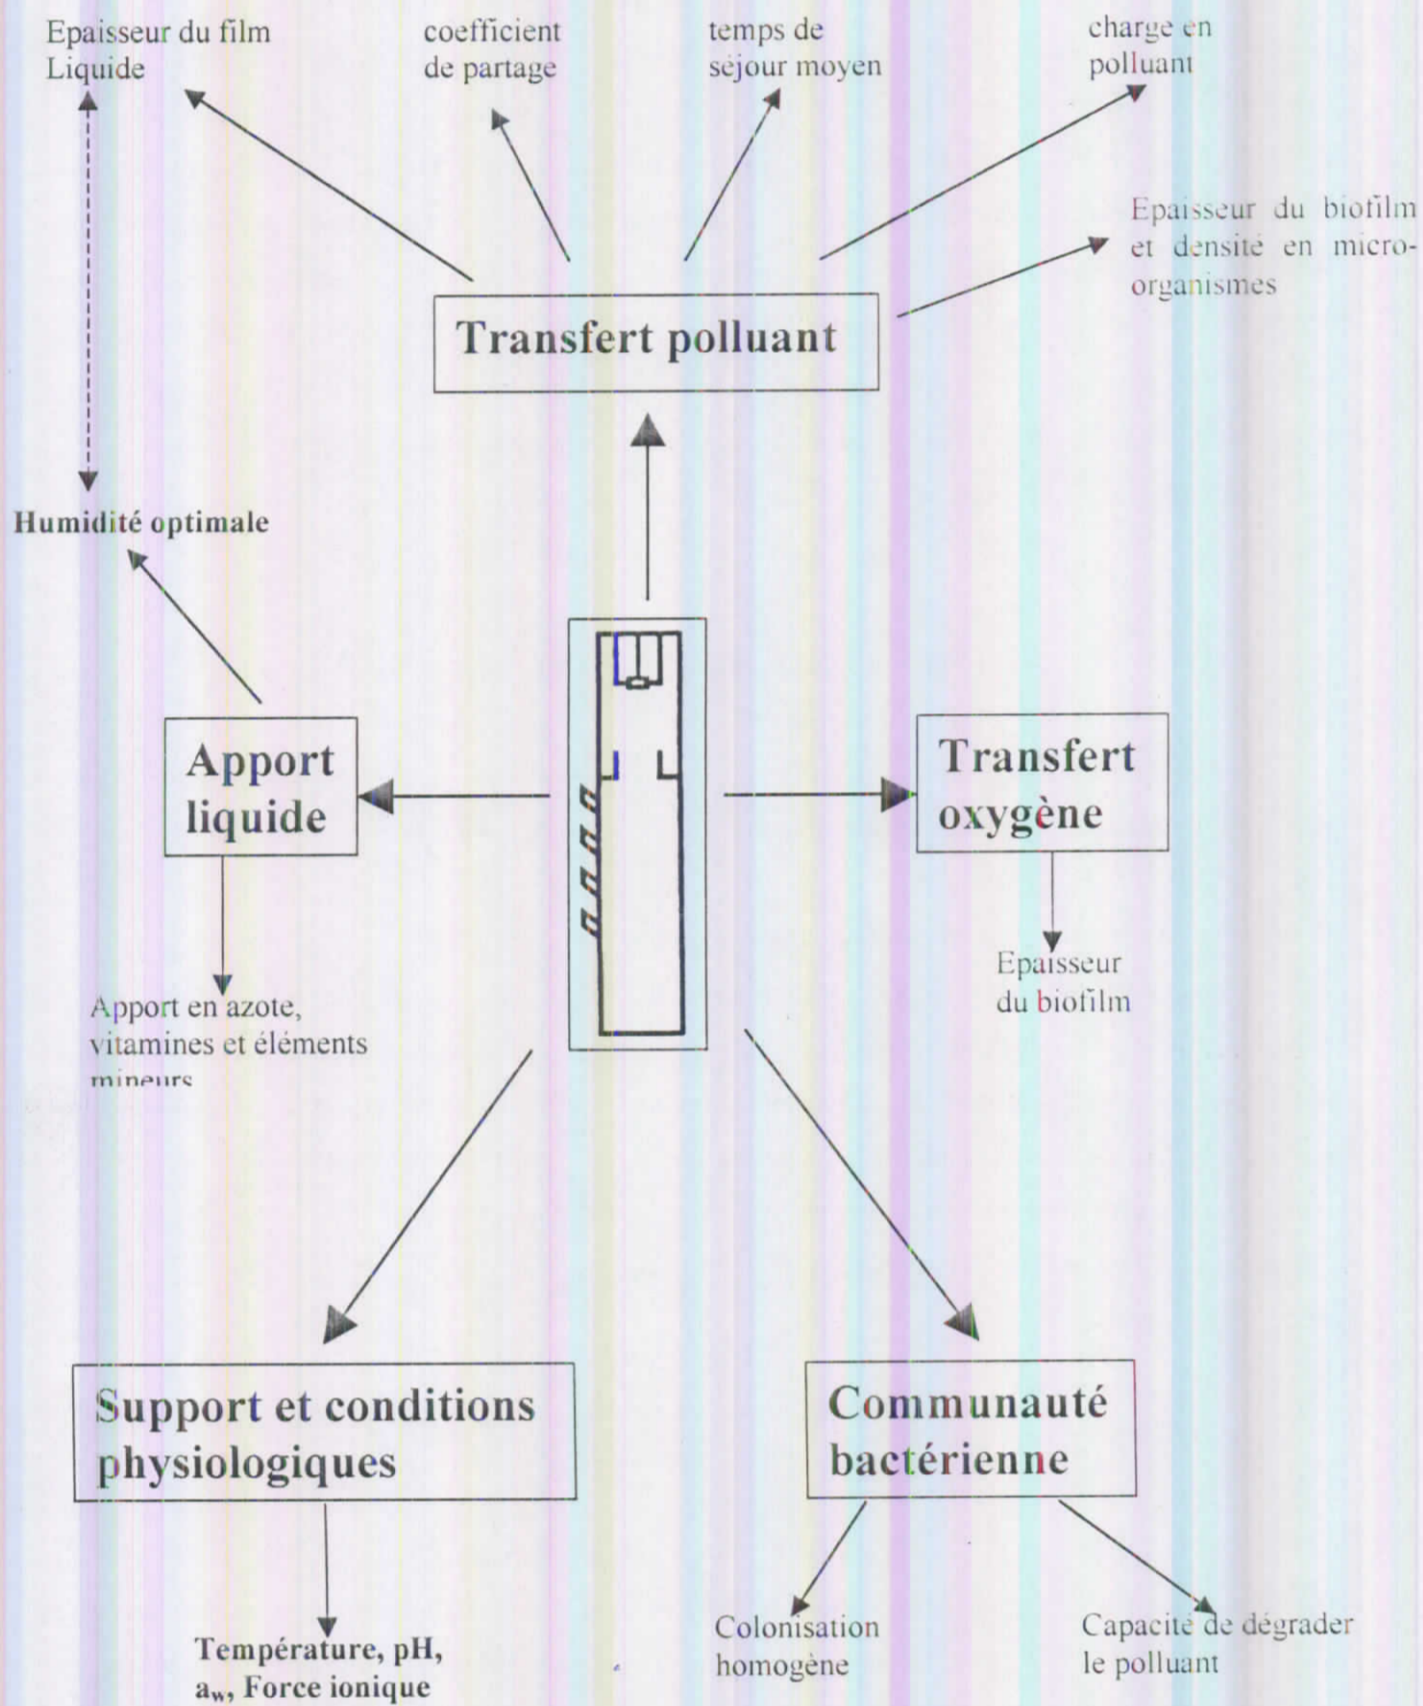 Epaisseur du film
Liquide
coefficient
de partage
temps de
séjour moyen
charge en
polluant
Epaisseur du biofilm
et densité en micro-
organismes
Transfert polluant
Humidité optimale
Apport
liquide
Transfert
oxygène
Epaisseur
du biofilm
Apport en azote,
vitamines et éléments
mineurs
Support et conditions
physiologiques
Communauté
bactérienne
Température, pH,
aw, Force ionique
Colonisation
homogène
Capacité de dégrader
le polluant